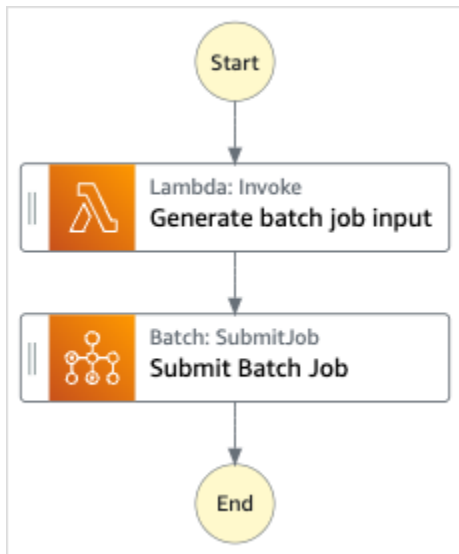 Start
Lambda: Invoke
Generate batch job input
Batch: SubmitJob
Submit Batch Job
End